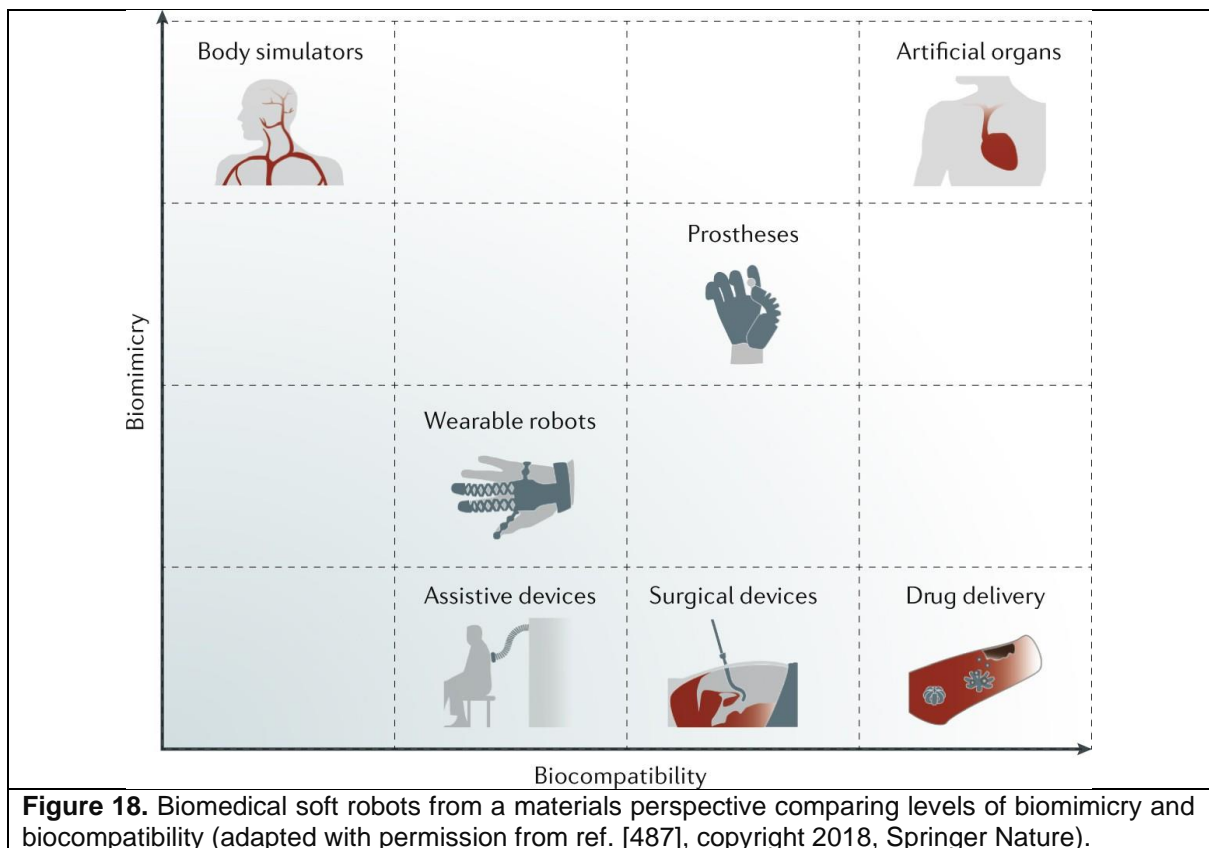 Body simulators
Artificial organs
Prostheses
Wearable robots
Assistive devices
Surgical devices
Drug delivery
Biomimicry
Biocompatibility
Figure 18. Biomedical soft robots from a materials perspective comparing levels of biomimicry and
biocompatibility (adapted with permission from ref. [487], copyright 2018, Springer Nature).